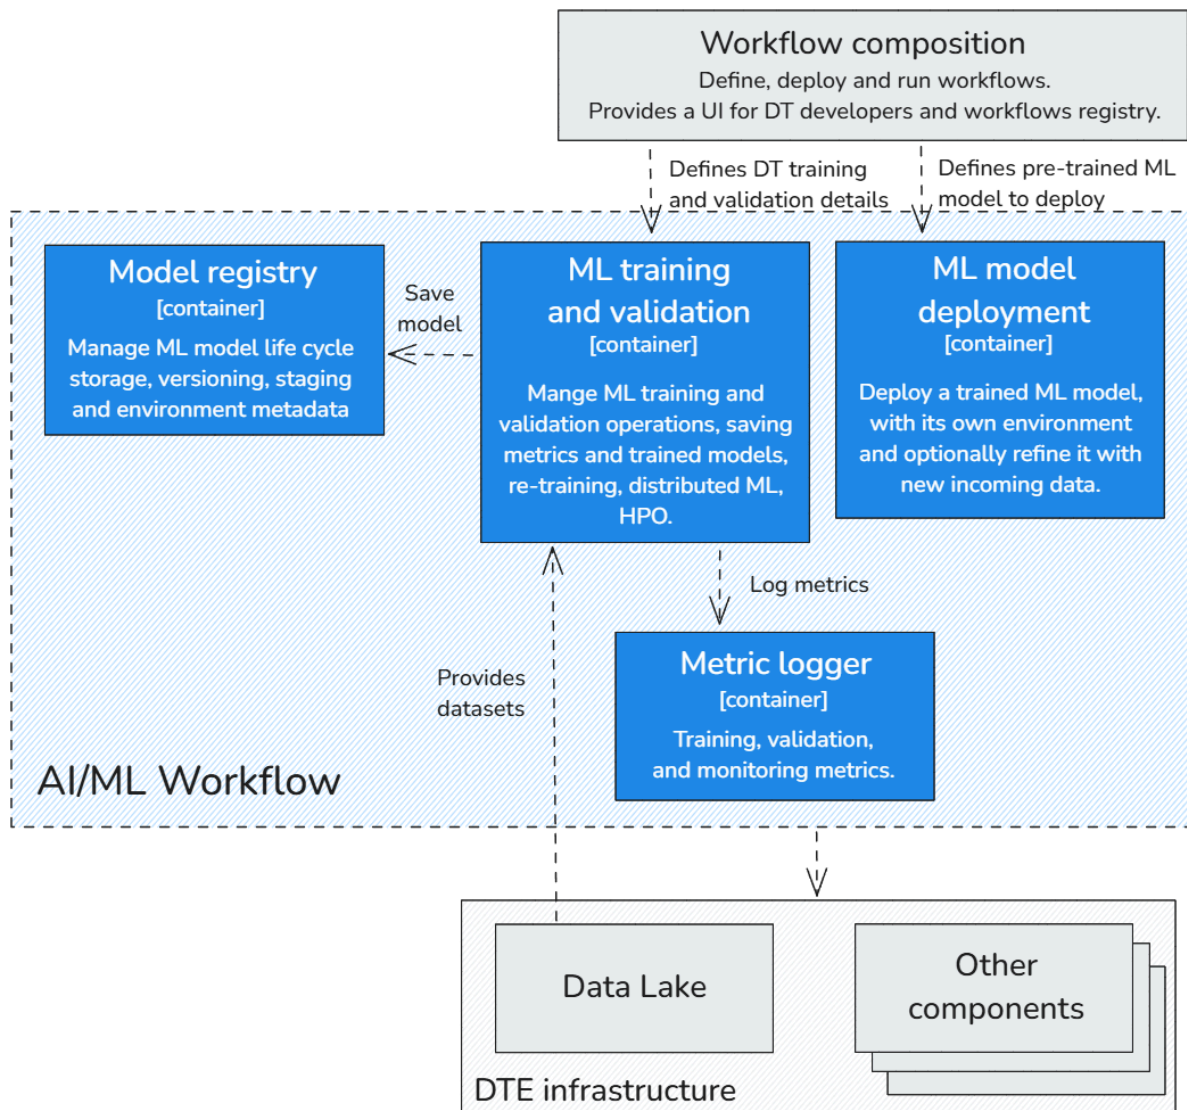 Workflow composition
Define, deploy and run workflows.
Provides a UI for DT developers and workflows registry.
Defines DT training
and validation details
Defines pre-trained ML
model to deploy
Model registry
[container]
Manage ML model life cycle
storage, versioning, staging
and environment metadata
Save
model
ML training
and validation
[container]
Mange ML training and
validation operations, saving
metrics and trained models,
re-training, distributed ML,
HPO.
ML model
deployment
[container]
Deploy a trained ML model,
with its own environment
and optionally refine it with
new incoming data.
Log metrics
Metric logger
[container]
Training, validation,
and monitoring metrics.
Provides
datasets
AI/ML Workflow
Data Lake
Other
components
DTE infrastructure